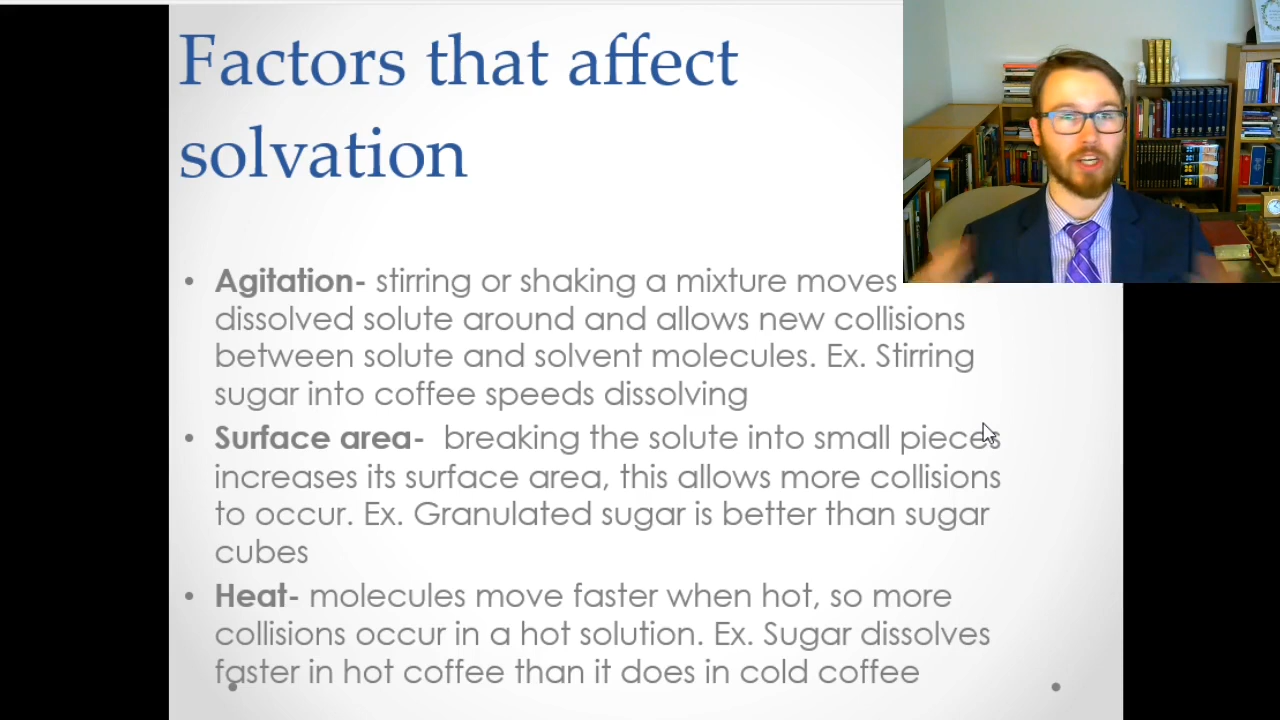 Factors that affect
solvation
• Agitation- stirring or shaking a mixture moves
dissolved solute around and allows new collisions
between solute and solvent molecules. Ex. Stirring
sugar into coffee speeds dissolving
• Surface area- breaking the solute into small pieces
increases its surface area, this allows more collisions
to occur. Ex. Granulated sugar is better than sugar
cubes
• Heat- molecules move faster when hot, so more
collisions occur in a hot solution. Ex. Sugar dissolves
faster in hot coffee than it does in cold coffee